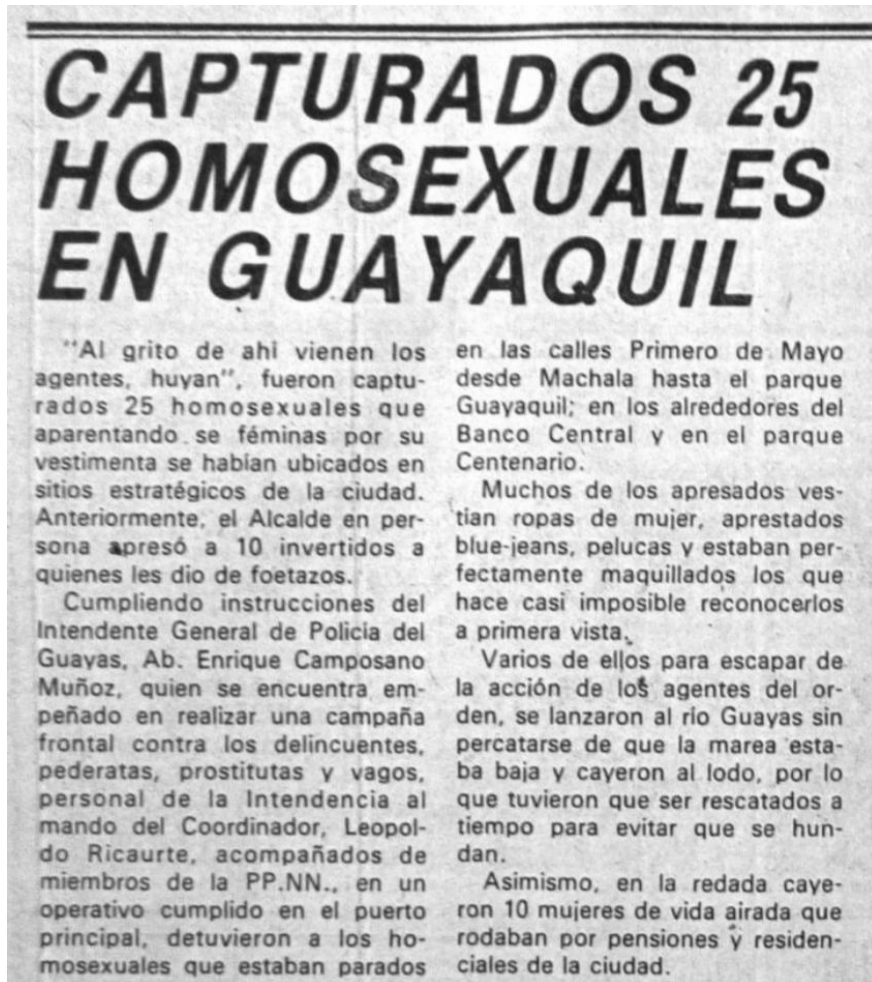 CAPTURADOS 25
HOMOSEXUALES
EN GUAYAQUIL
"Al grito de ahi vienen los
agentes, huyan", fueron captu-
rados 25 homosexuales que
aparentando se féminas por su
vestimenta se habían ubicados en
sitios estratégicos de la ciudad.
Anteriormente, el Alcalde en per-
sona apresó a 10 invertidos a
quienes les dio de foetazos.
Cumpliendo instrucciones del
Intendente General de Policia del
Guayas, Ab. Enrique Camposano
Muñoz, quien se encuentra em-
peñado en realizar una campaña
frontal contra los delincuentes,
pederatas, prostitutas y vagos,
personal de la Intendencia al
mando del Coordinador, Leopol-
do Ricaurte, acompañados de
miembros de la PP.NN., en un
operativo cumplido en el puerto
principal, detuvieron a los ho-
mosexuales que estaban parados
en las calles Primero de Mayo
desde Machala hasta el parque
Guayaquil; en los alrededores del
Banco Central y en el parque
Centenario.
Muchos de los apresados ves-
tian ropas de mujer, aprestados
blue-jeans, pelucas y estaban per-
fectamente maquillados los que
hace casi imposible reconocerlos
a primera vista.
Varios de ellos para escapar de
la acción de los agentes del or-
den, se lanzaron al rio Guayas sin
percatarse de que la marea esta-
ba baja y cayeron al lodo, por lo
que tuvieron que ser rescatados a
tiempo para evitar que se hun-
dan.
Asimismo, en la redada caye-
ron 10 mujeres de vida airada que
rodaban por pensiones y residen-
ciales de la ciudad.